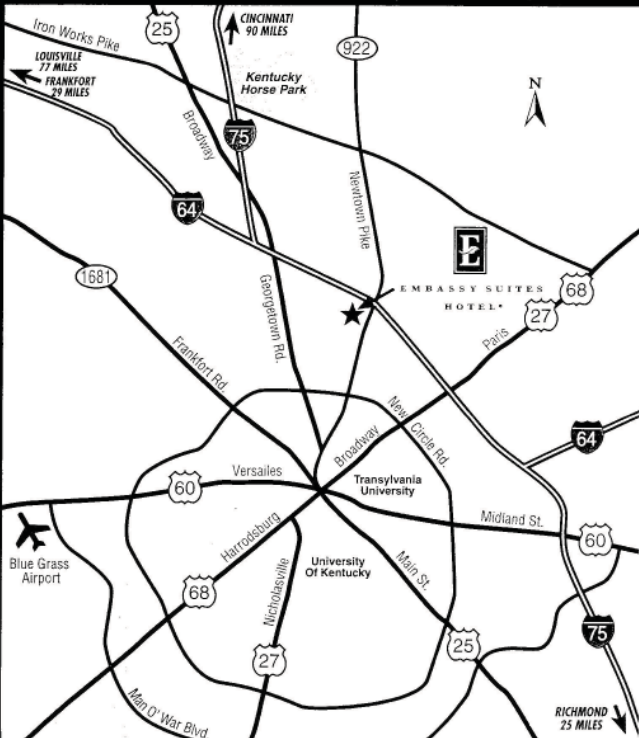 CINCINNATI
90 MILES
25
Iron Works Pike
922
LOUISVILLE
77 MILES
FRANKFORT
29 MILES
Kentucky
Horse Park
N
Broadway
75
Newtown Pike
64
E
EMBASSY SUITES
HOTEL®
68
1681
27
Georgetown Rd.
Paris
Frankfort Rd.
New Circle Rd.
Broadway
64
Versailes
60
Transylvania
University
Midland St.
60
Blue Grass
Airport
Harrodsburg
University
Of Kentucky
Main St.
68
Nicholasville
75
25
27
Man O' War Blvd.
RICHMOND
25 MILES